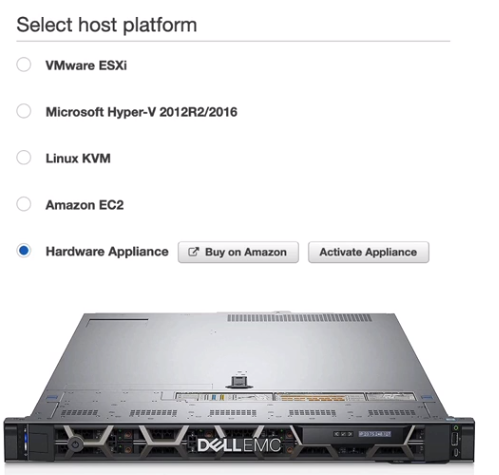 Select host platform
VMware ESXi
Microsoft Hyper-V 2012R2/2016
Linux KVM
Amazon EC2
Hardware Appliance Buy on Amazon Activate Appliance
DELLEMC